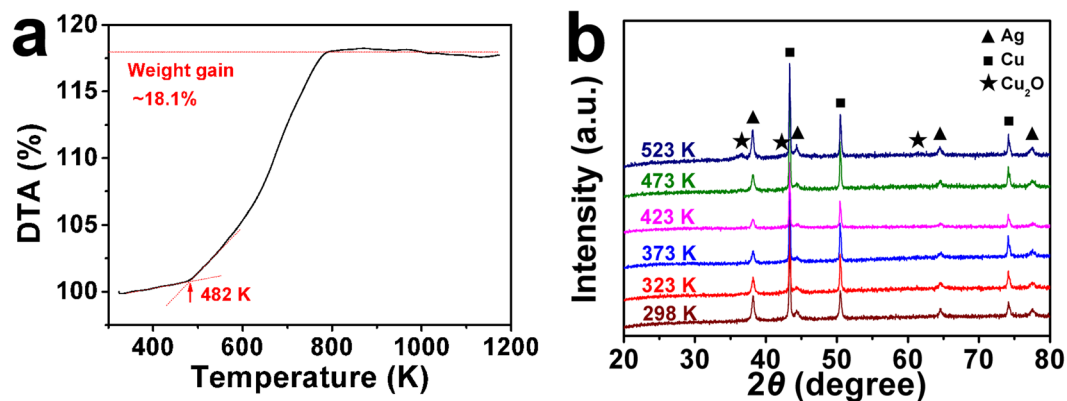 a
DTA (%)
120
115
110
105
100
Weight gain
~18.1%
482 K
400
600
800
1000
1200
Temperature (K)
b
Intensity (a.u.)
▲ Ag
■ Cu
★ Cu₂O
523 K
473 K
423 K
373 K
323 K
298 K
20
30
40
50
60
70
80
2θ (degree)